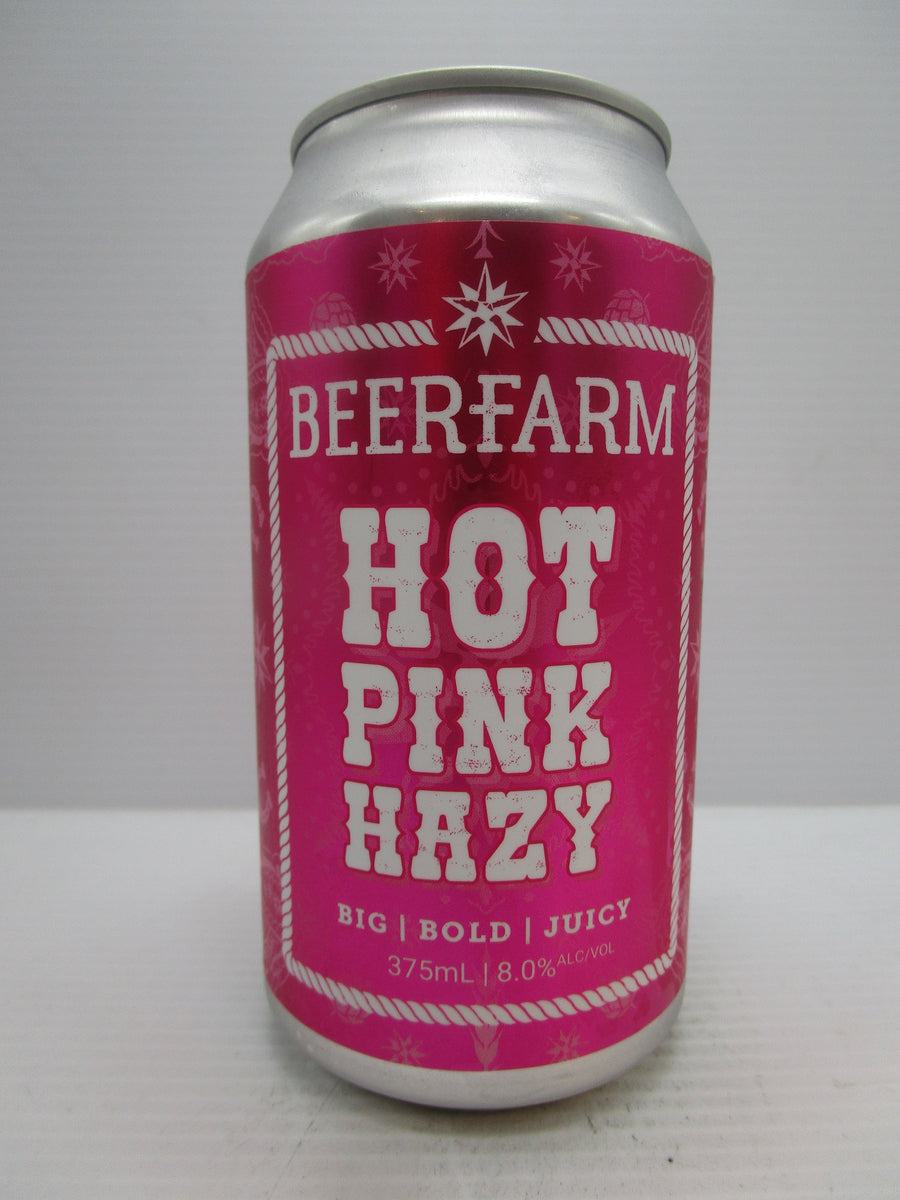 BEERFARM
HOT
PINK
HAZY
BIG | BOLD | JUICY
375mL | 8.0% ALC/VOL